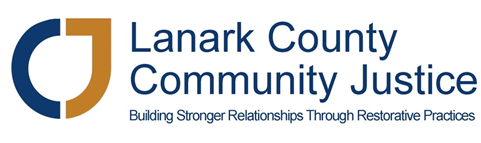 Lanark County
Community Justice
Building Stronger Relationships Through Restorative Practices